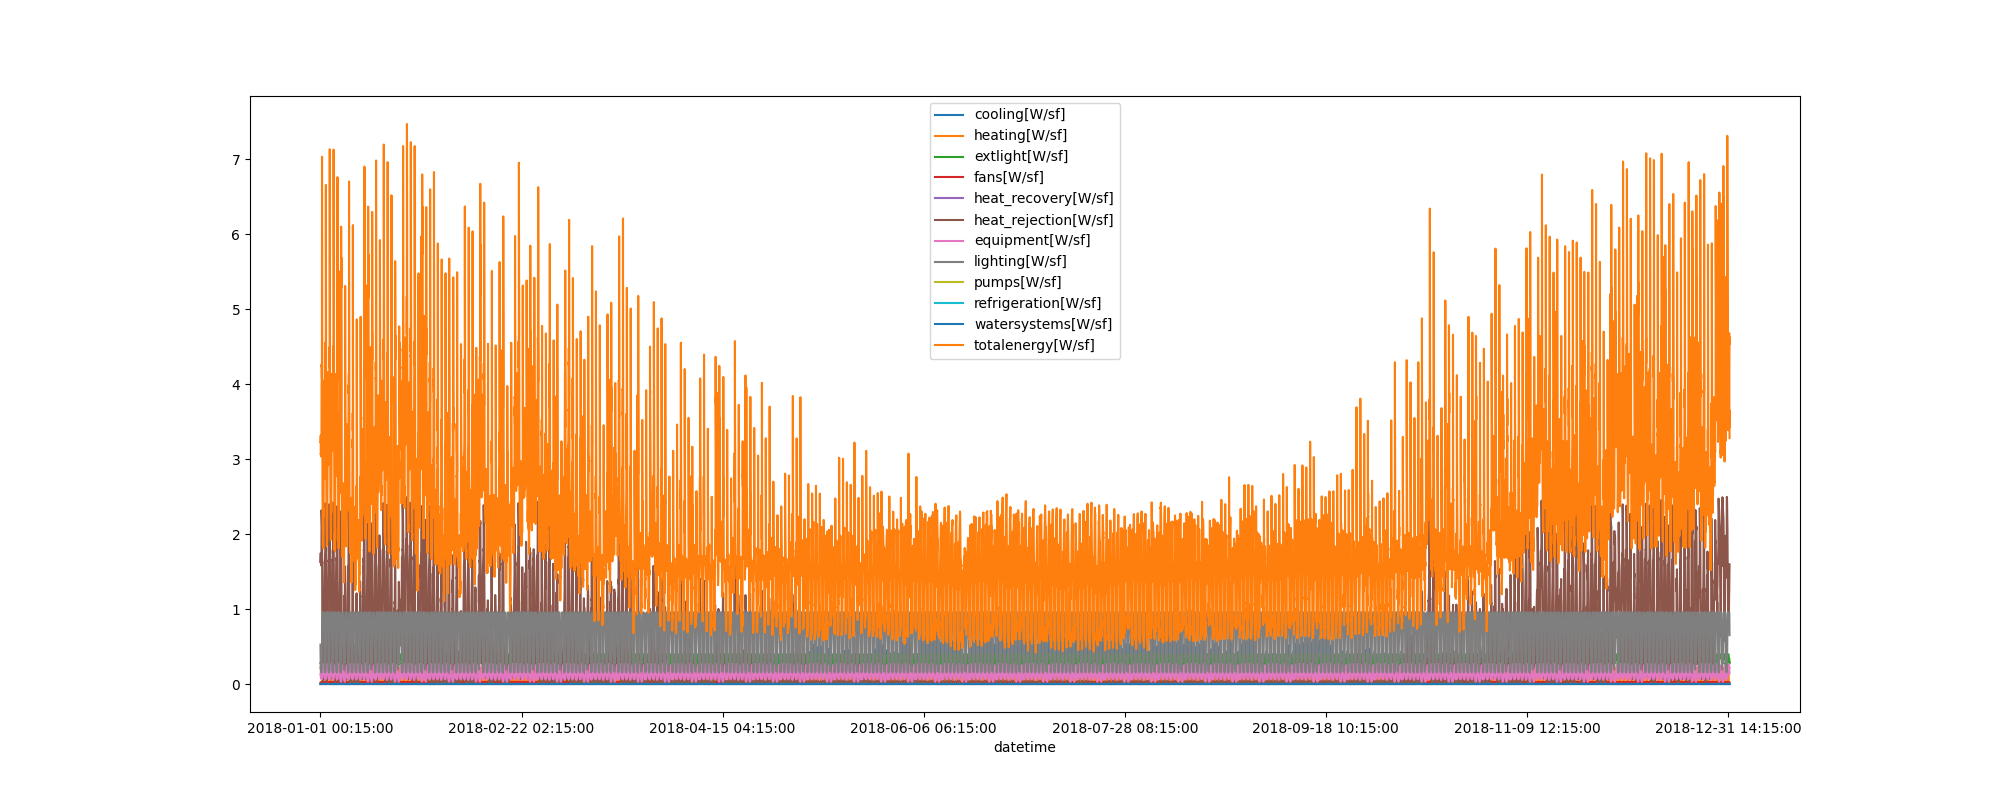 cooling[W/sf]
heating[W/sf]
extlight[W/sf]
fans[W/sf]
heat_recovery[W/sf]
heat_rejection[W/sf]
equipment[W/sf]
lighting[W/sf]
pumps[W/sf]
refrigeration[W/sf]
watersystems[W/sf]
totalenergy[W/sf]
7
6
5
4
3
2
1
0
2018-01-01 00:15:00 2018-02-22 02:15:00 2018-04-15 04:15:00 2018-06-06 06:15:00 2018-07-28 08:15:00 2018-09-18 10:15:00 2018-11-09 12:15:00 2018-12-31 14:15:00
datetime